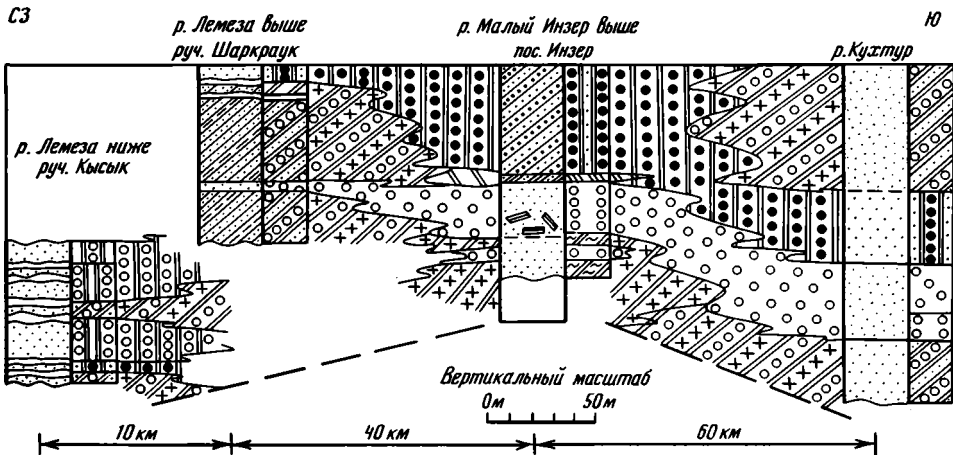 СЗ
Ю
р. Лемеза выше
руч. Шаркраук
р. Малый Инзер выше
пос. Инзер
р. Кухтур
р. Лемеза ниже
руч. Кысык
Вертикальный масштаб
0м 50м
10 км
40 км
60 км